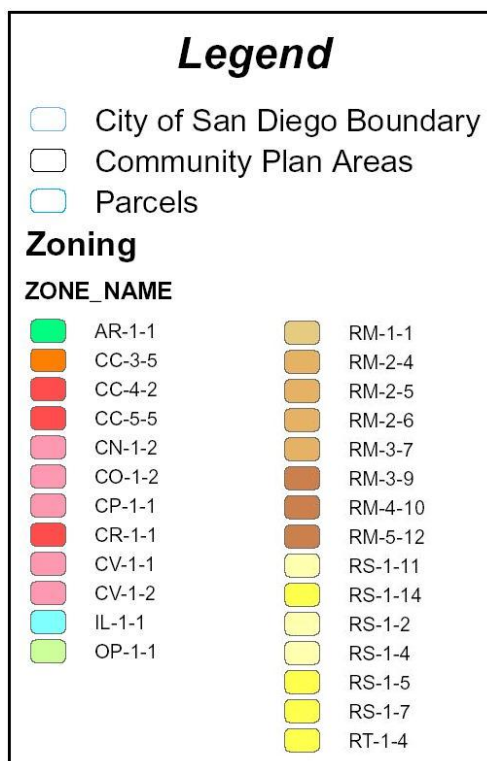 Legend
City of San Diego Boundary
Community Plan Areas
Parcels
Zoning
ZONE_NAME
AR-1-1
CC-3-5
CC-4-2
CC-5-5
CN-1-2
CO-1-2
CP-1-1
CR-1-1
CV-1-1
CV-1-2
IL-1-1
OP-1-1
RM-1-1
RM-2-4
RM-2-5
RM-2-6
RM-3-7
RM-3-9
RM-4-10
RM-5-12
RS-1-11
RS-1-14
RS-1-2
RS-1-4
RS-1-5
RS-1-7
RT-1-4